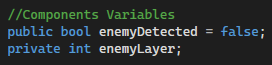 //Components Variables
public bool enemyDetected = false;
private int enemyLayer;